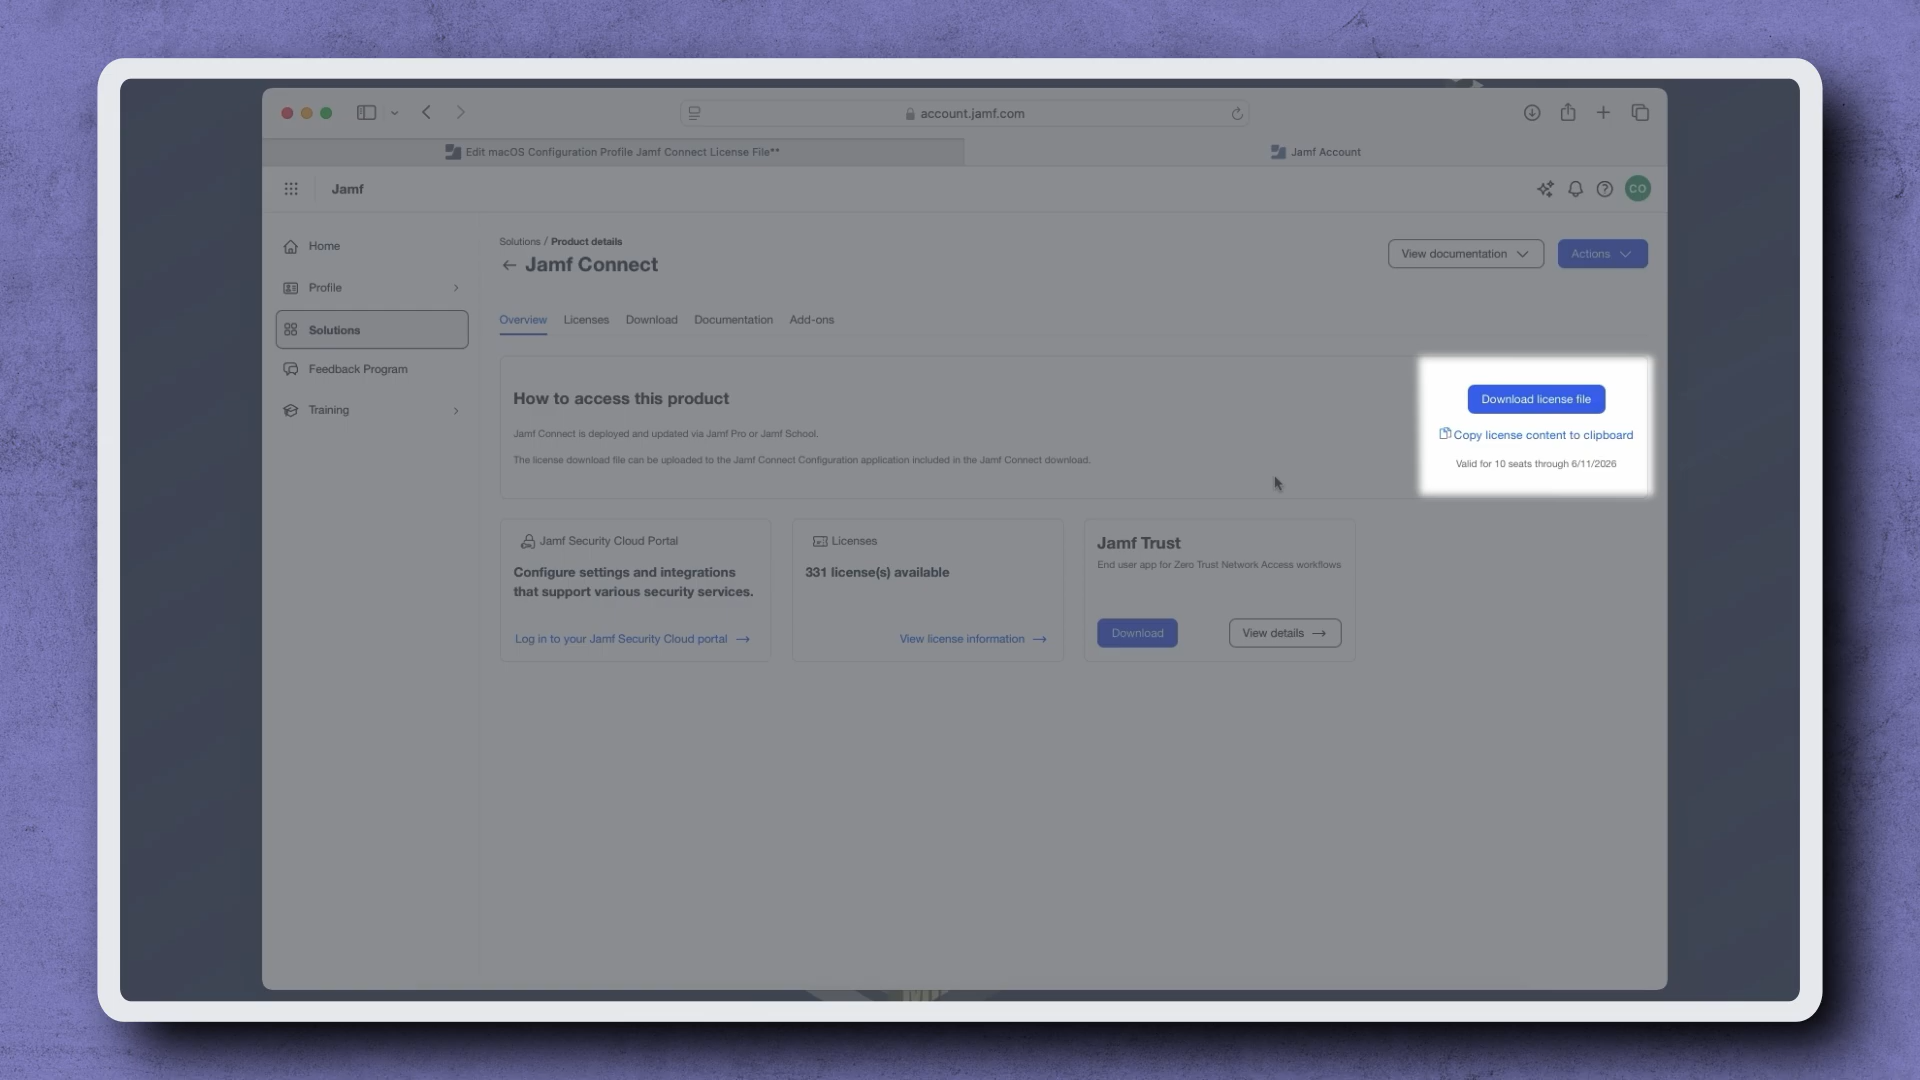 account.jamf.com
Edit macOS Configuration Profile Jamf Connect License File**
Jamf Account
Jamf
CO
Home
Profile
Solutions
Feedback Program
Training
Solutions / Product details
Jamf Connect
View documentation
Actions
Overview
Licenses
Download
Documentation
Add-ons
How to access this product
Jamf Connect is deployed and updated via Jamf Pro or Jamf School.
The license download file can be uploaded to the Jamf Connect Configuration application included in the Jamf Connect download.
Download license file
Copy license content to clipboard
Valid for 10 seats through 6/11/2026
Jamf Security Cloud Portal
Configure settings and integrations
that support various security services.
Log in to your Jamf Security Cloud portal →
Licenses
331 license(s) available
View license information →
Jamf Trust
End user app for Zero Trust Network Access workflows
Download
View details →